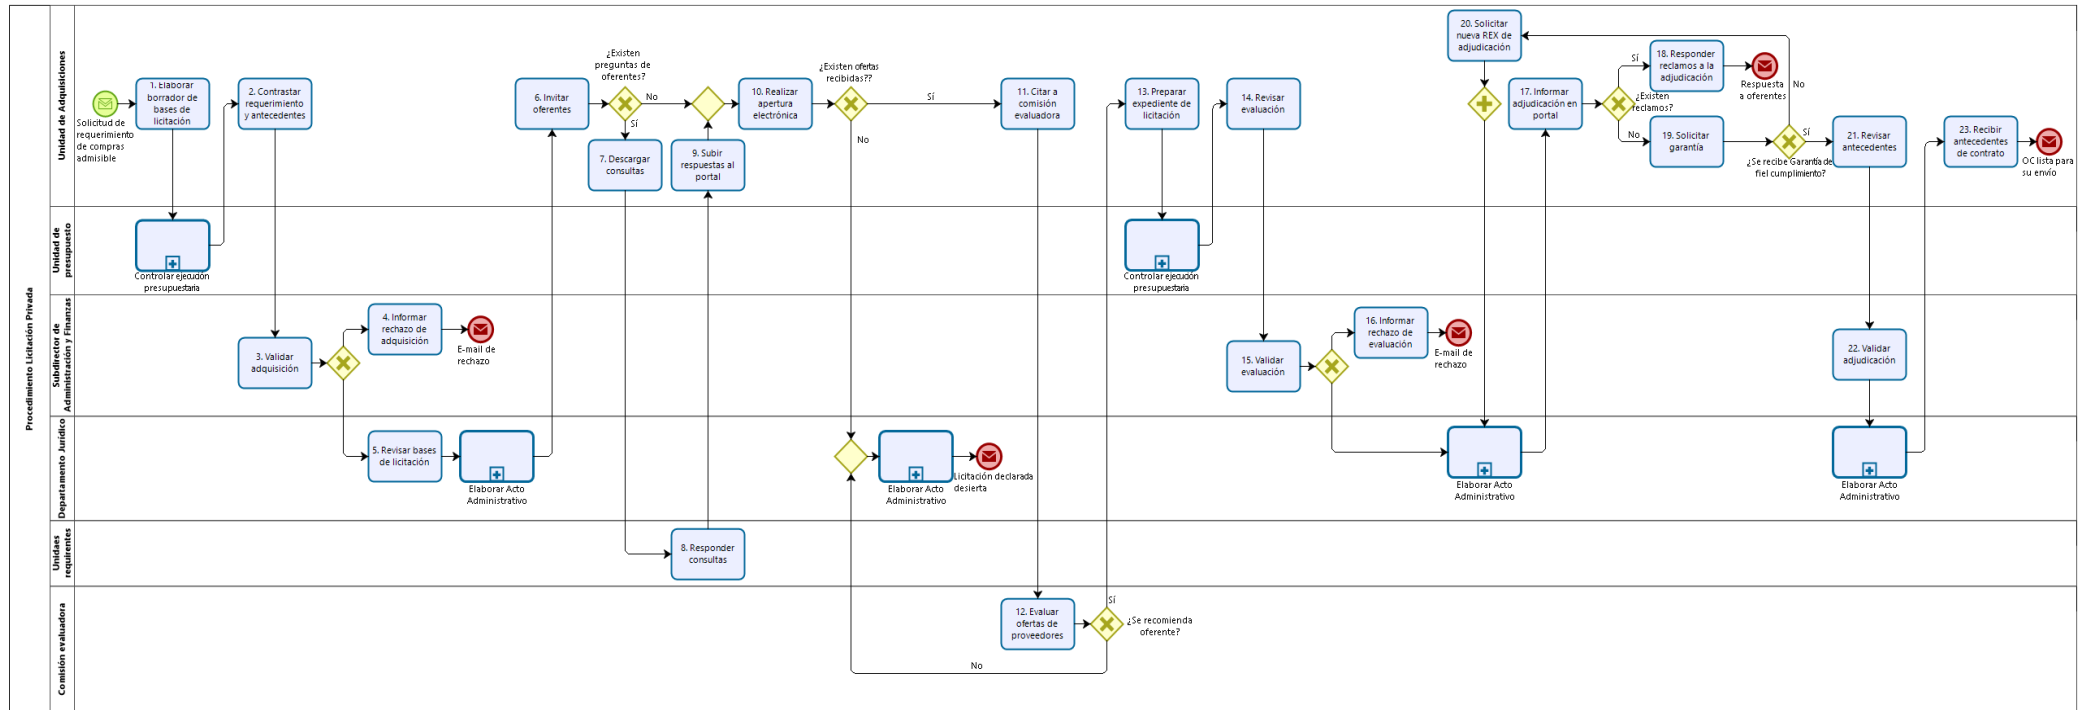 Procedimiento Licitación Privada
Unidad de Adquisiciones
Solicitud de
requerimiento
de compras
admisible
1. Elaborar
borrador de
bases de
licitación
2. Contrastar
requerimiento
y antecedentes
6. Invitar
oferentes
¿Existen
preguntas de
oferentes?
No
Sí
7. Descargar
consultas
9. Subir
respuestas al
portal
10. Realizar
apertura
electrónica
¿Existen ofertas
recibidas??
Sí
No
11. Citar a
comisión
evaluadora
13. Preparar
expediente de
licitación
14. Revisar
evaluación
20. Solicitar
nueva REX de
adjudicación
17. Informar
adjudicación en
portal
¿Existen
reclamos?
Sí
No
18. Responder
reclamos a la
adjudicación
Respuesta
a oferentes
19. Solicitar
garantía
No
Sí
¿Se recibe Garantía de
fiel cumplimiento?
21. Revisar
antecedentes
23. Recibir
antecedentes
de contrato
OC lista para
su envío
Unidad de
presupuesto
Controlar ejecución
presupuestaria
Controlar ejecución
presupuestaria
Subdirector de
Administración y Finanzas
3. Validar
adquisición
4. Informar
rechazo de
adquisición
E-mail de
rechazo
15. Validar
evaluación
16. Informar
rechazo de
evaluación
E-mail de
rechazo
22. Validar
adjudicación
Departamento Jurídico
5. Revisar bases
de licitación
Elaborar Acto
Administrativo
Elaborar Acto
Administrativo
Licitación declarada
desierta
Elaborar Acto
Administrativo
Elaborar Acto
Administrativo
Unidaes
requirentes
8. Responder
consultas
Comisión evaluadora
12. Evaluar
ofertas de
proveedores
Sí
¿Se recomienda
oferente?
No